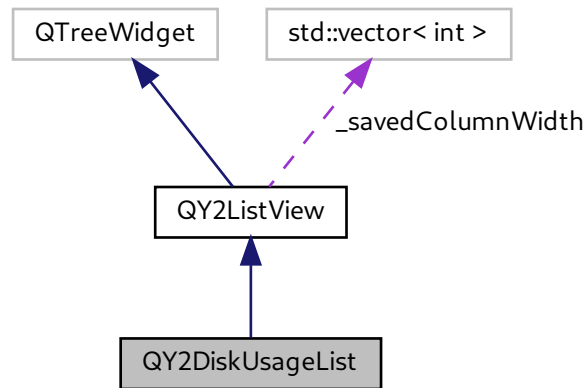 QTreeWidget
std::vector< int >
_savedColumnWidth
QY2ListView
QY2DiskUsageList